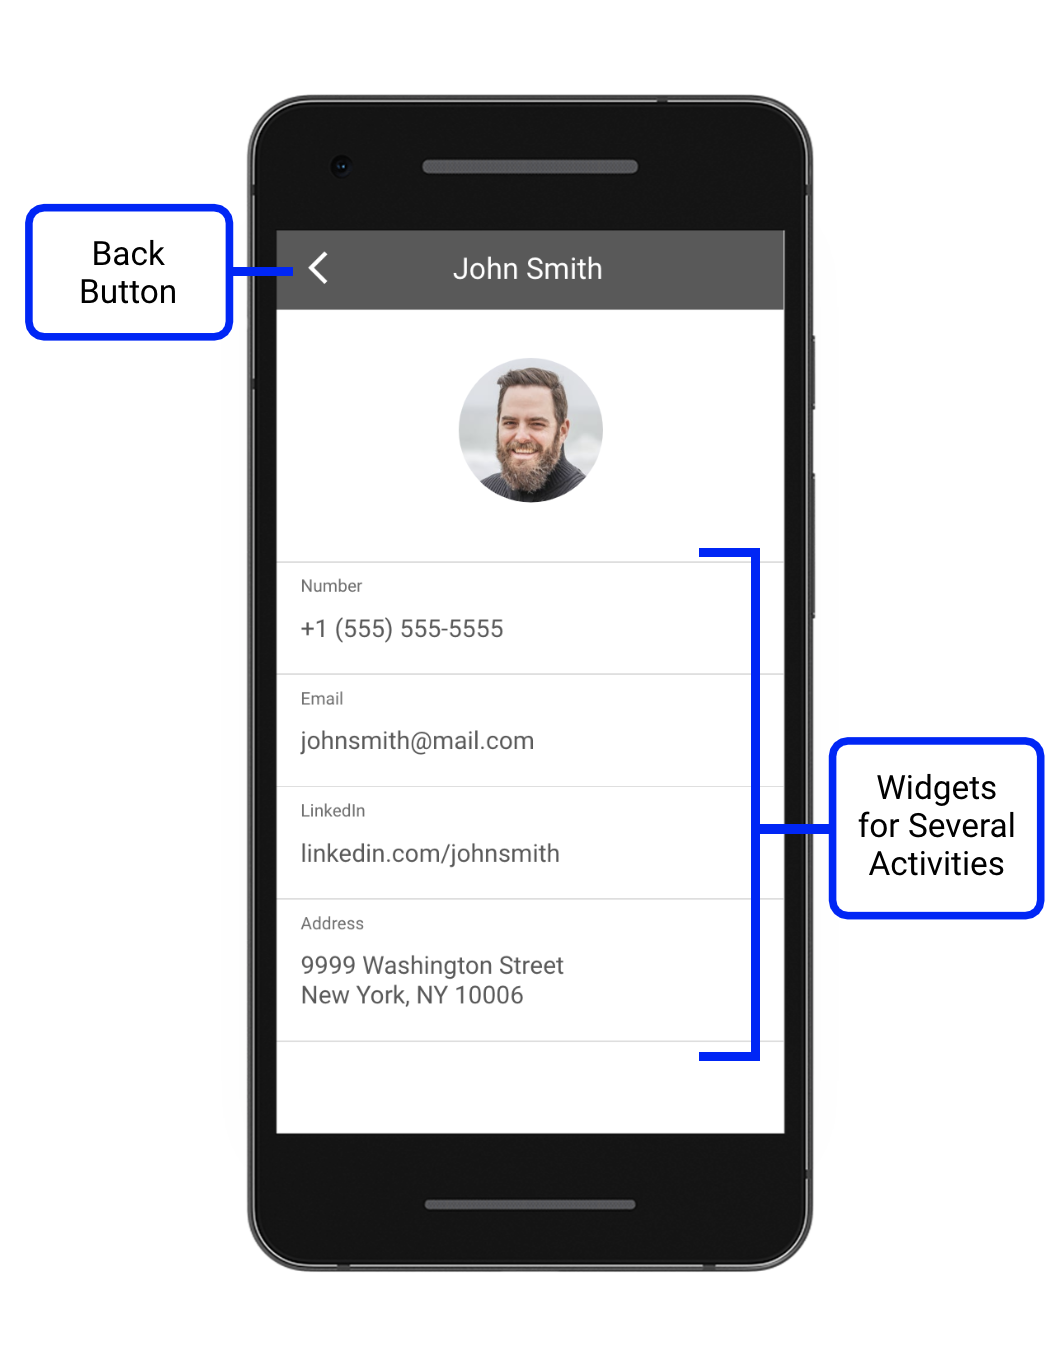 Back
Button
John Smith
Number
+1 (555) 555-5555
Email
johnsmith@mail.com
LinkedIn
linkedin.com/johnsmith
Address
9999 Washington Street
New York, NY 10006
Widgets
for Several
Activities